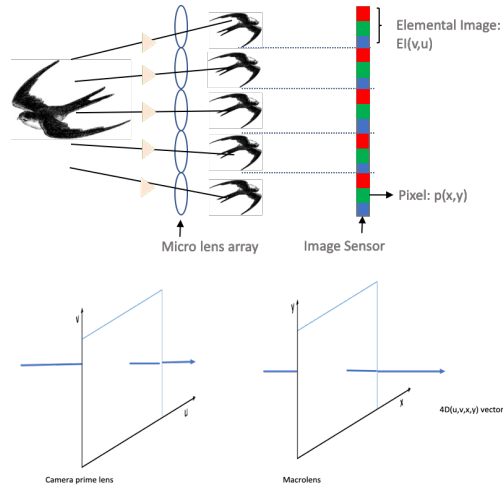 Elemental Image:
EI(v,u)
Pixel: p(x,y)
Micro lens array
Image Sensor
v
u
y
x
4D(u,v,x,y) vector
Camera prime lens
Macrolens